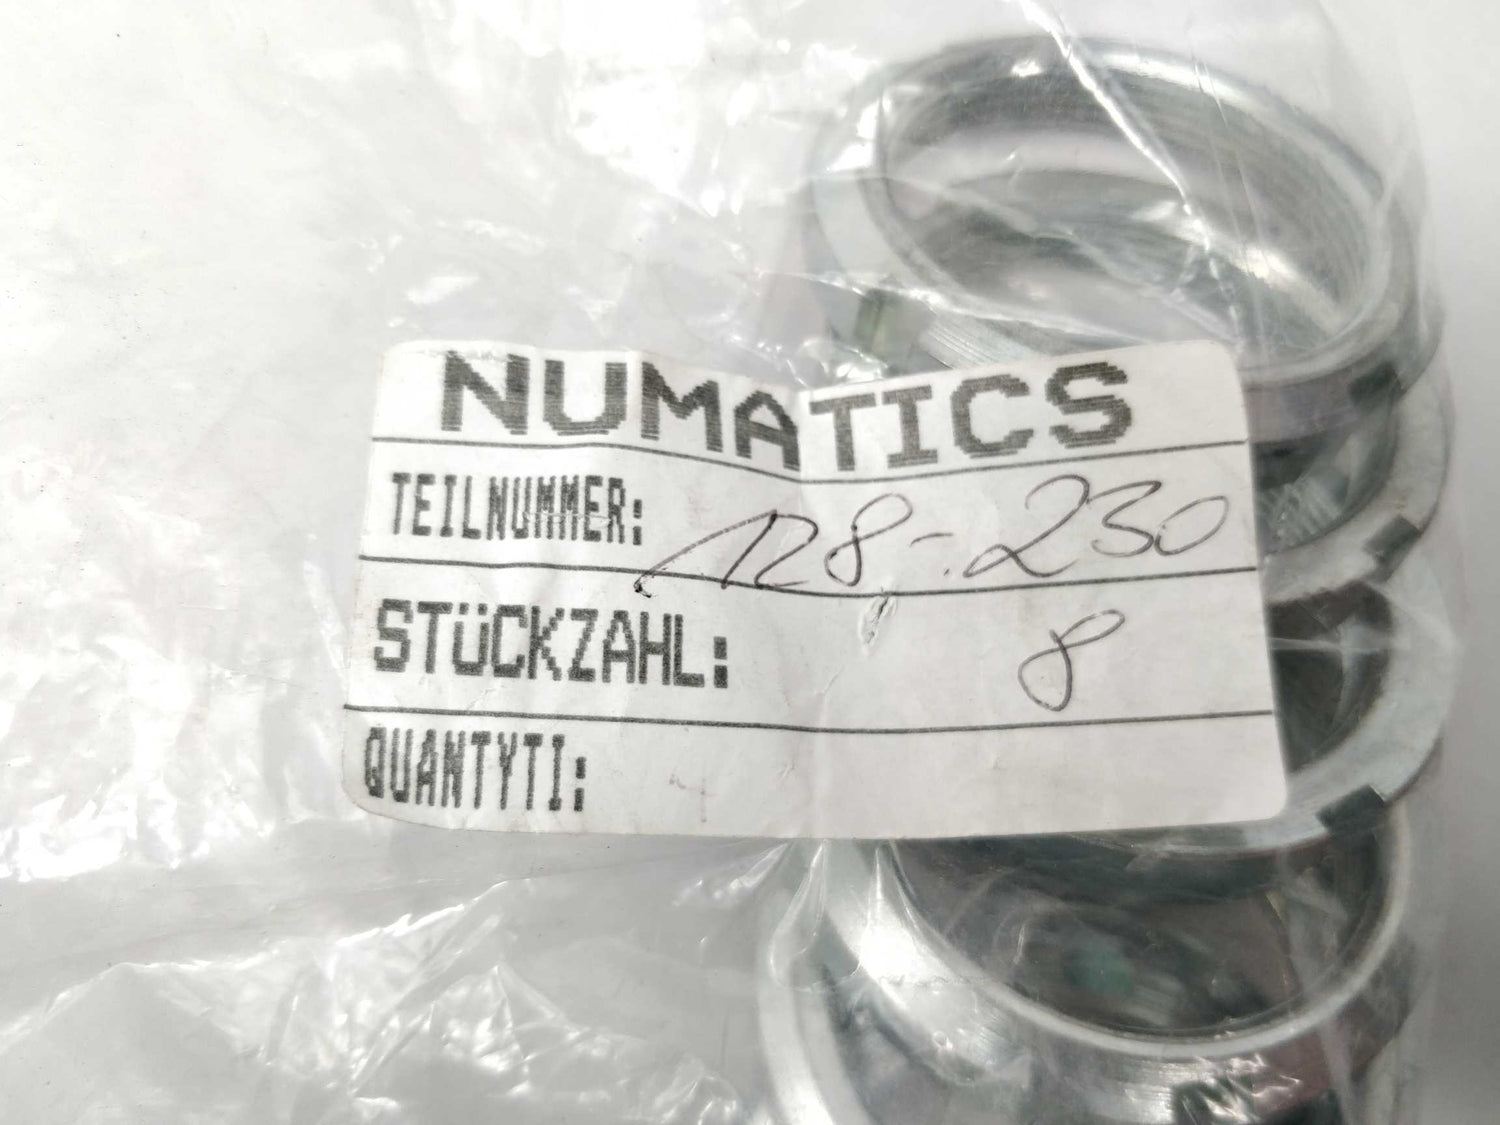 NUMATICS
TEILNUMMER: 128-230
STÜCKZAHL: 8
QUANTYTI: